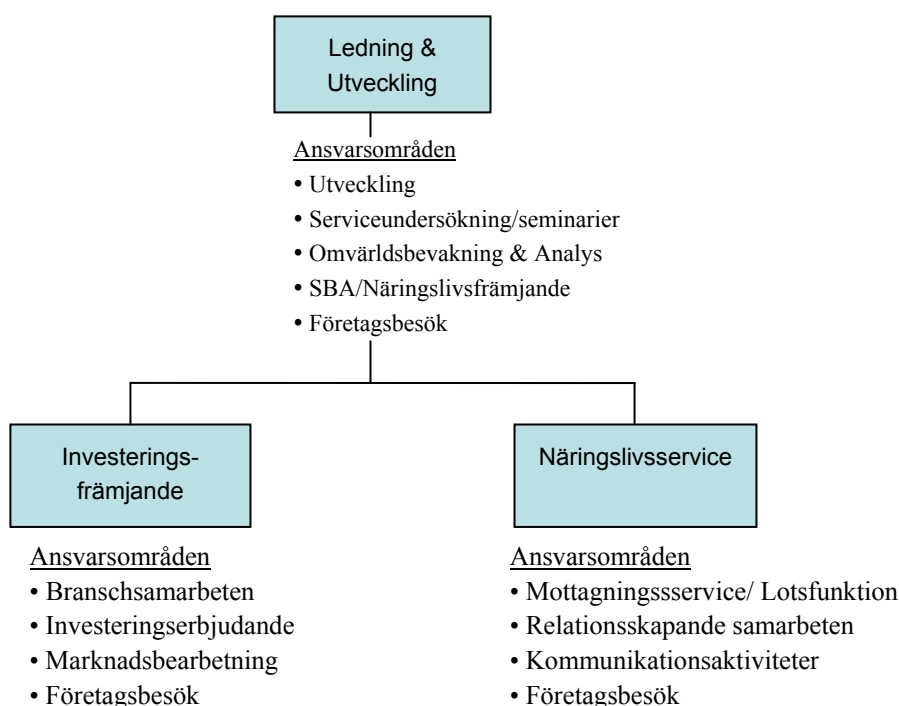 Ledning &
Utveckling
Ansvarsområden
• Utveckling
• Serviceundersökning/seminarier
• Omvärldsbevakning & Analys
• SBA/Näringslivsfrämjande
• Företagsbesök
Investerings-
främjande
Ansvarsområden
• Branschsamarbeten
• Investeringserbjudande
• Marknadsbearbetning
• Företagsbesök
Näringslivsservice
Ansvarsområden
• Mottagningssservice/ Lotsfunktion
• Relationsskapande samarbeten
• Kommunikationsaktiviteter
• Företagsbesök